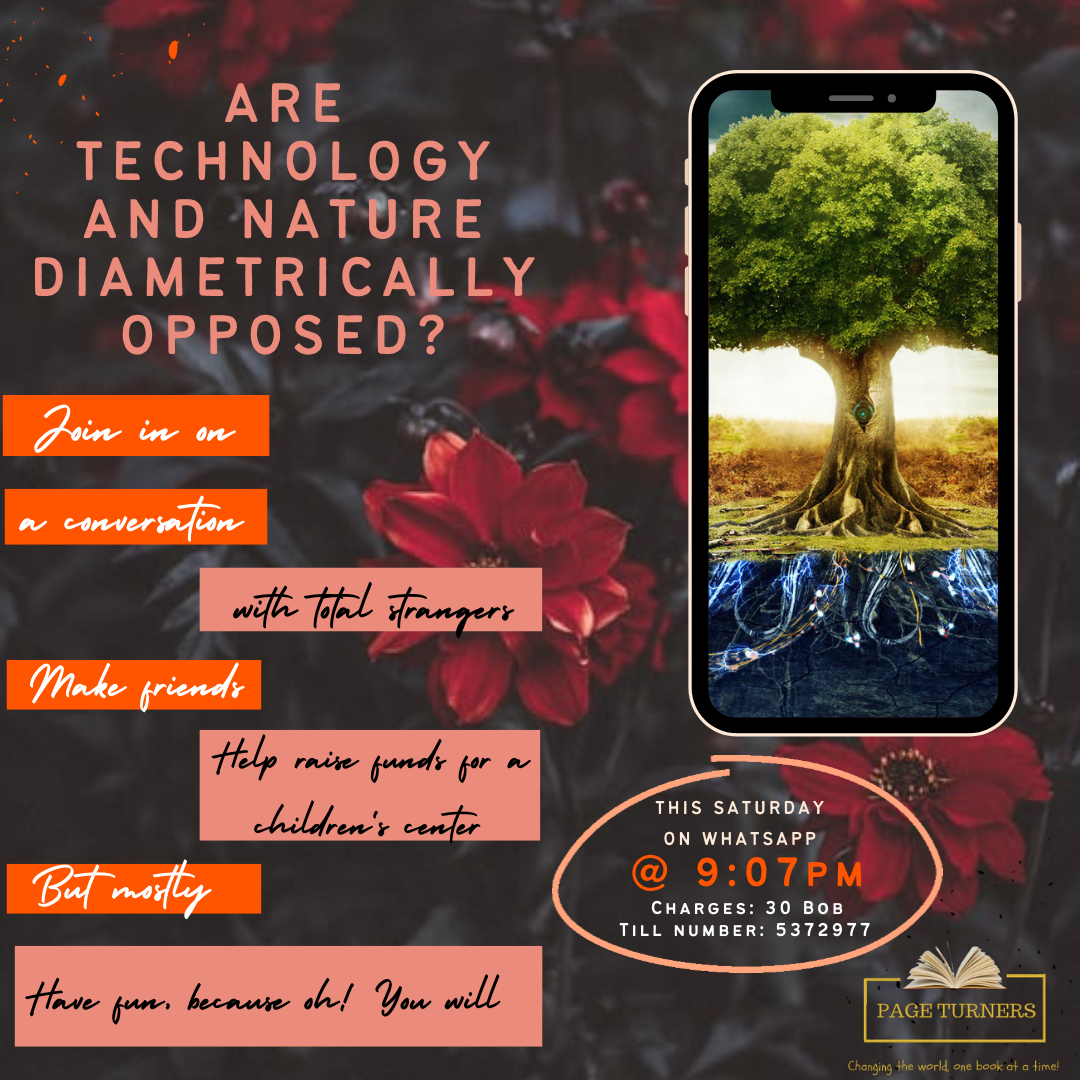 ARE
TECHNOLOGY
AND NATURE
DIAMETRICALLY
OPPOSED?
Join in on
a conversation
with total strangers
Make friends
Help raise funds for a
children's center
But mostly
Have fun, because oh! You will
THIS SATURDAY
ON WHATSAPP
@ 9:07PM
CHARGES: 30 BOB
TILL NUMBER: 5372977
PAGE TURNERS
Changing the world, one book at a time!